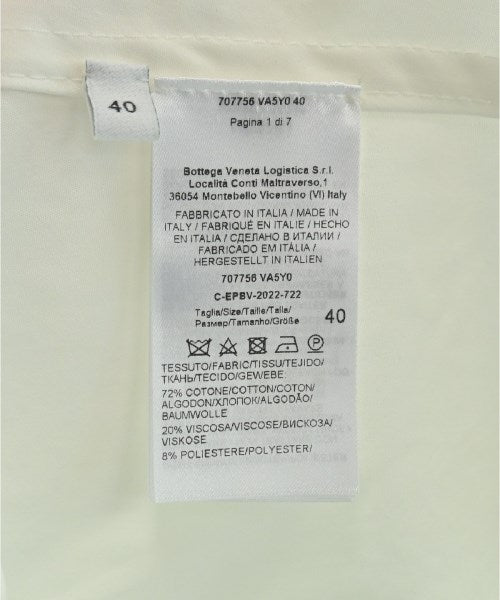 40
707756 VA5Y0 40
Pagina 1 di 7
Bottega Veneta Logistica S.r.l.
Località Conti Maltraverso,1
36054 Montebello Vicentino (VI) Italy
FABBRICATO IN ITALIA / MADE IN
ITALY / FABRIQUÉ EN ITALIE / HECHO
EN ITALIA / СДЕЛАНО В ИТАЛИИ /
FABRICADO EM ITÁLIA /
HERGESTELLT IN ITALIEN
707756 VA5Y0
C-EPBV-2022-722
Taglia/Size/Taille/Talla/
Размер/Tamanho/Größe 40
TESSUTO/FABRIC/TISSU/TEJIDO/
ТКАНЬ/TECIDO/GEWEBE:
72% COTONE/COTTON/COTON/
ALGODON/ХЛОПОК/ALGODÃO/
BAUMWOLLE
20% VISCOSA/VISCOSE/ВИСКОЗА/
VISKOSE
8% POLIESTERE/POLYESTER/